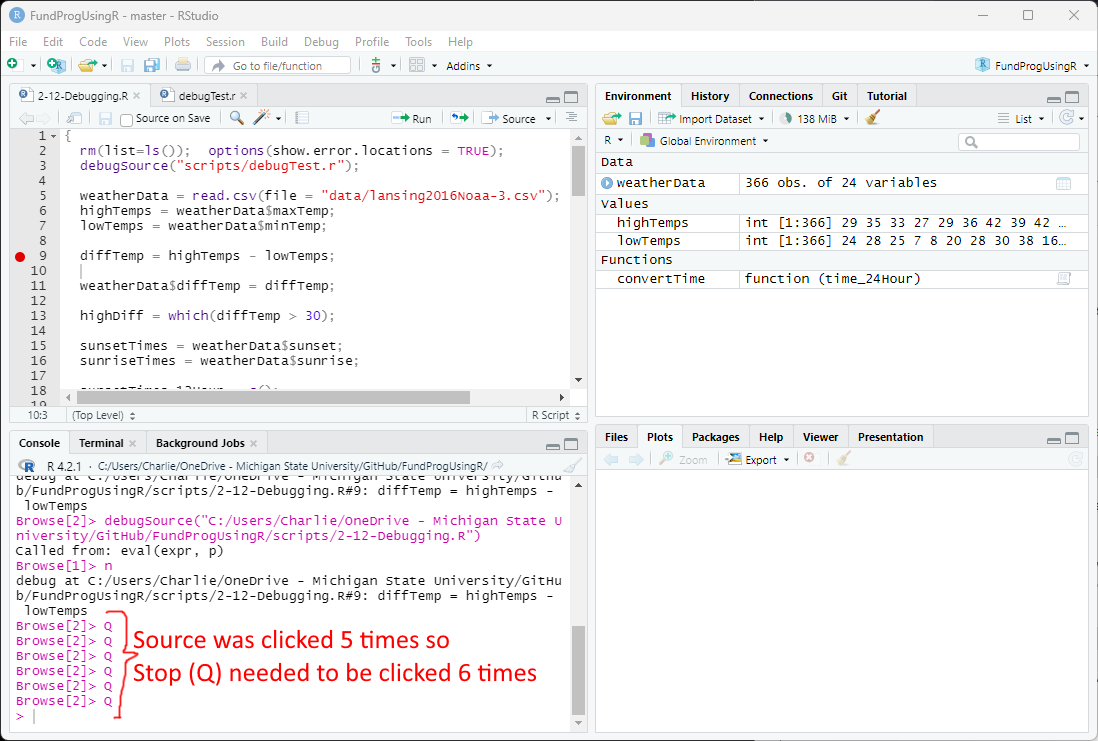 FundProgUsingR - master - RStudio
File Edit Code View Plots Session Build Debug Profile Tools Help
Go to file/function Addins FundProgUsingR
2-12-Debugging.R debugTest.r
Source on Save Run Source
1 {
2 rm(list=ls()); options(show.error.locations = TRUE);
3 debugSource("scripts/debugTest.r");
4
5 weatherData = read.csv(file = "data/lansing2016Noaa-3.csv");
6 highTemps = weatherData$maxTemp;
7 lowTemps = weatherData$minTemp;
8
9 diffTemp = highTemps - lowTemps;
10
11 weatherData$diffTemp = diffTemp;
12
13 highDiff = which(diffTemp > 30);
14
15 sunsetTimes = weatherData$sunset;
16 sunriseTimes = weatherData$sunrise;
17
18
19
10:3 (Top Level) R Script
Console Terminal Background Jobs
R 4.2.1 · C:/Users/Charlie/OneDrive - Michigan State University/GitHub/FundProgUsingR/
debug at C:/Users/Charlie/OneDrive - Michigan State University/GitHu
b/FundProgUsingR/scripts/2-12-Debugging.R#9: diffTemp = highTemps -
lowTemps
Browse[2]> debugSource("C:/Users/Charlie/OneDrive - Michigan State U
niversity/GitHub/FundProgUsingR/scripts/2-12-Debugging.R")
Called from: eval(expr, p)
Browse[1]> n
debug at C:/Users/Charlie/OneDrive - Michigan State University/GitHu
b/FundProgUsingR/scripts/2-12-Debugging.R#9: diffTemp = highTemps -
lowTemps
Browse[2]> Q
Browse[2]> Q
Browse[2]> Q
Browse[2]> Q
Browse[2]> Q
Browse[2]> Q
>
Source was clicked 5 times so
Stop (Q) needed to be clicked 6 times
Environment History Connections Git Tutorial
Import Dataset 138 MiB List
R Global Environment
Data
weatherData 366 obs. of 24 variables
Values
highTemps int [1:366] 29 35 33 27 29 36 42 39 42 …
lowTemps int [1:366] 24 28 25 7 8 20 28 30 38 16…
Functions
convertTime function (time_24Hour)
Files Plots Packages Help Viewer Presentation
Zoom Export